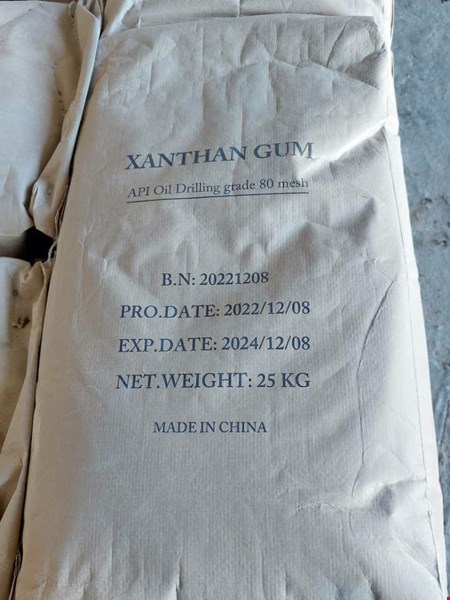 XANTHAN GUM
API Oil Drilling grade 80 mesh
B.N: 20221208
PRO.DATE: 2022/12/08
EXP.DATE: 2024/12/08
NET.WEIGHT: 25 KG
MADE IN CHINA